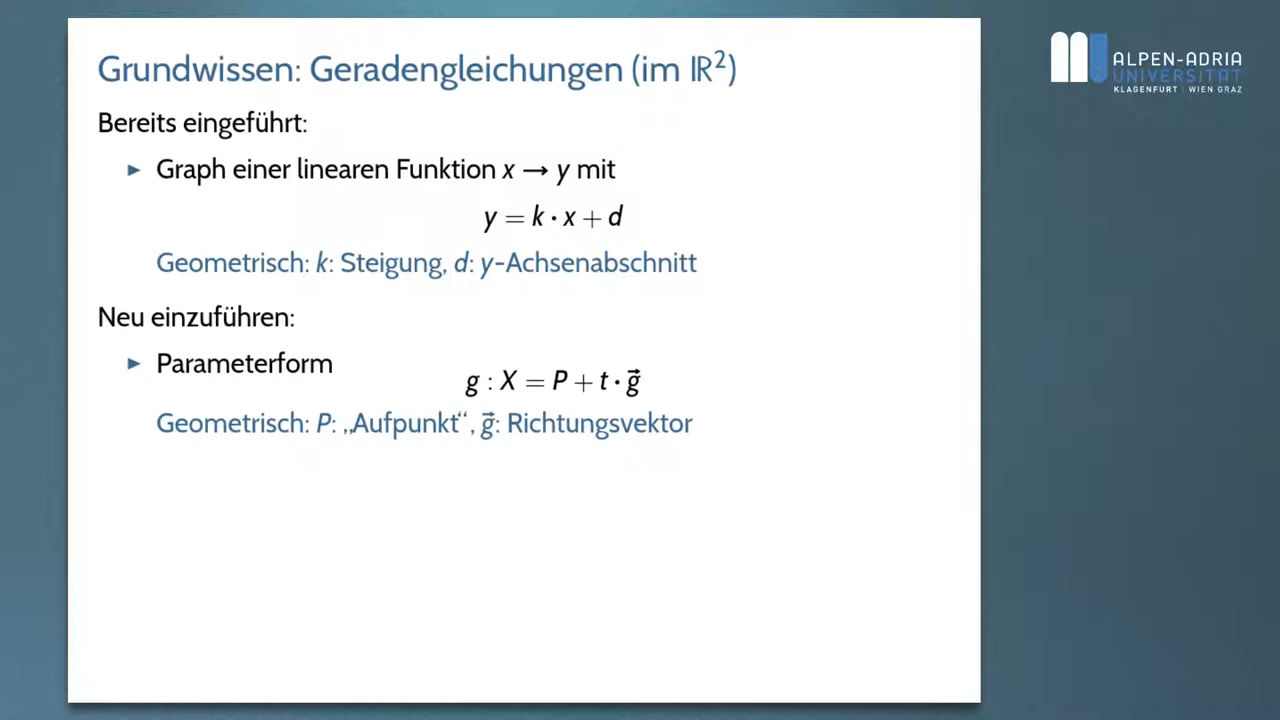 Grundwissen: Geradengleichungen (im ℝ²)
Bereits eingeführt:
▶ Graph einer linearen Funktion x → y mit
y = k · x + d
Geometrisch: k: Steigung, d: y-Achsenabschnitt
Neu einzuführen:
▶ Parameterform
g : X = P + t · g⃗
Geometrisch: P: „Aufpunkt“, g⃗: Richtungsvektor
ALPEN-ADRIA
UNIVERSITÄT
KLAGENFURT | WIEN GRAZ